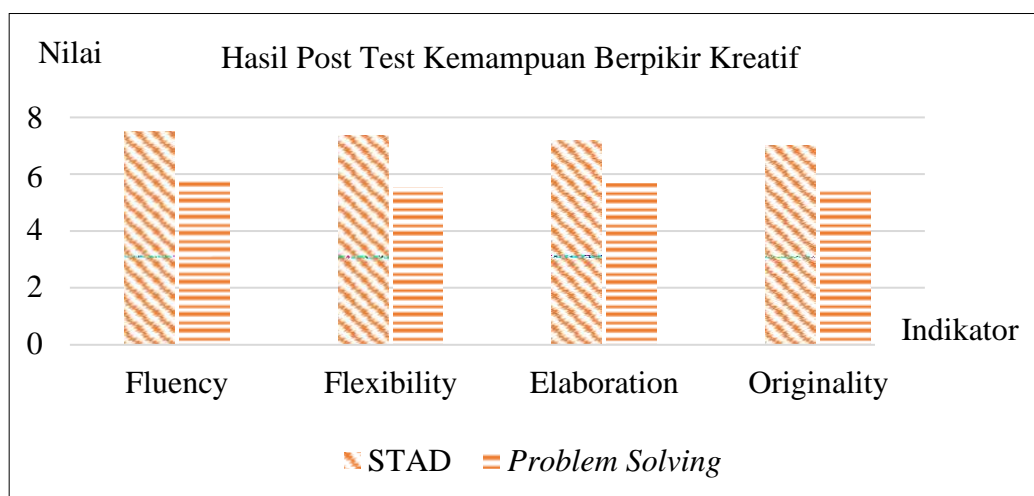 Nilai
Hasil Post Test Kemampuan Berpikir Kreatif
8
6
4
2
0
Indikator
Fluency Flexibility Elaboration Originality
STAD Problem Solving